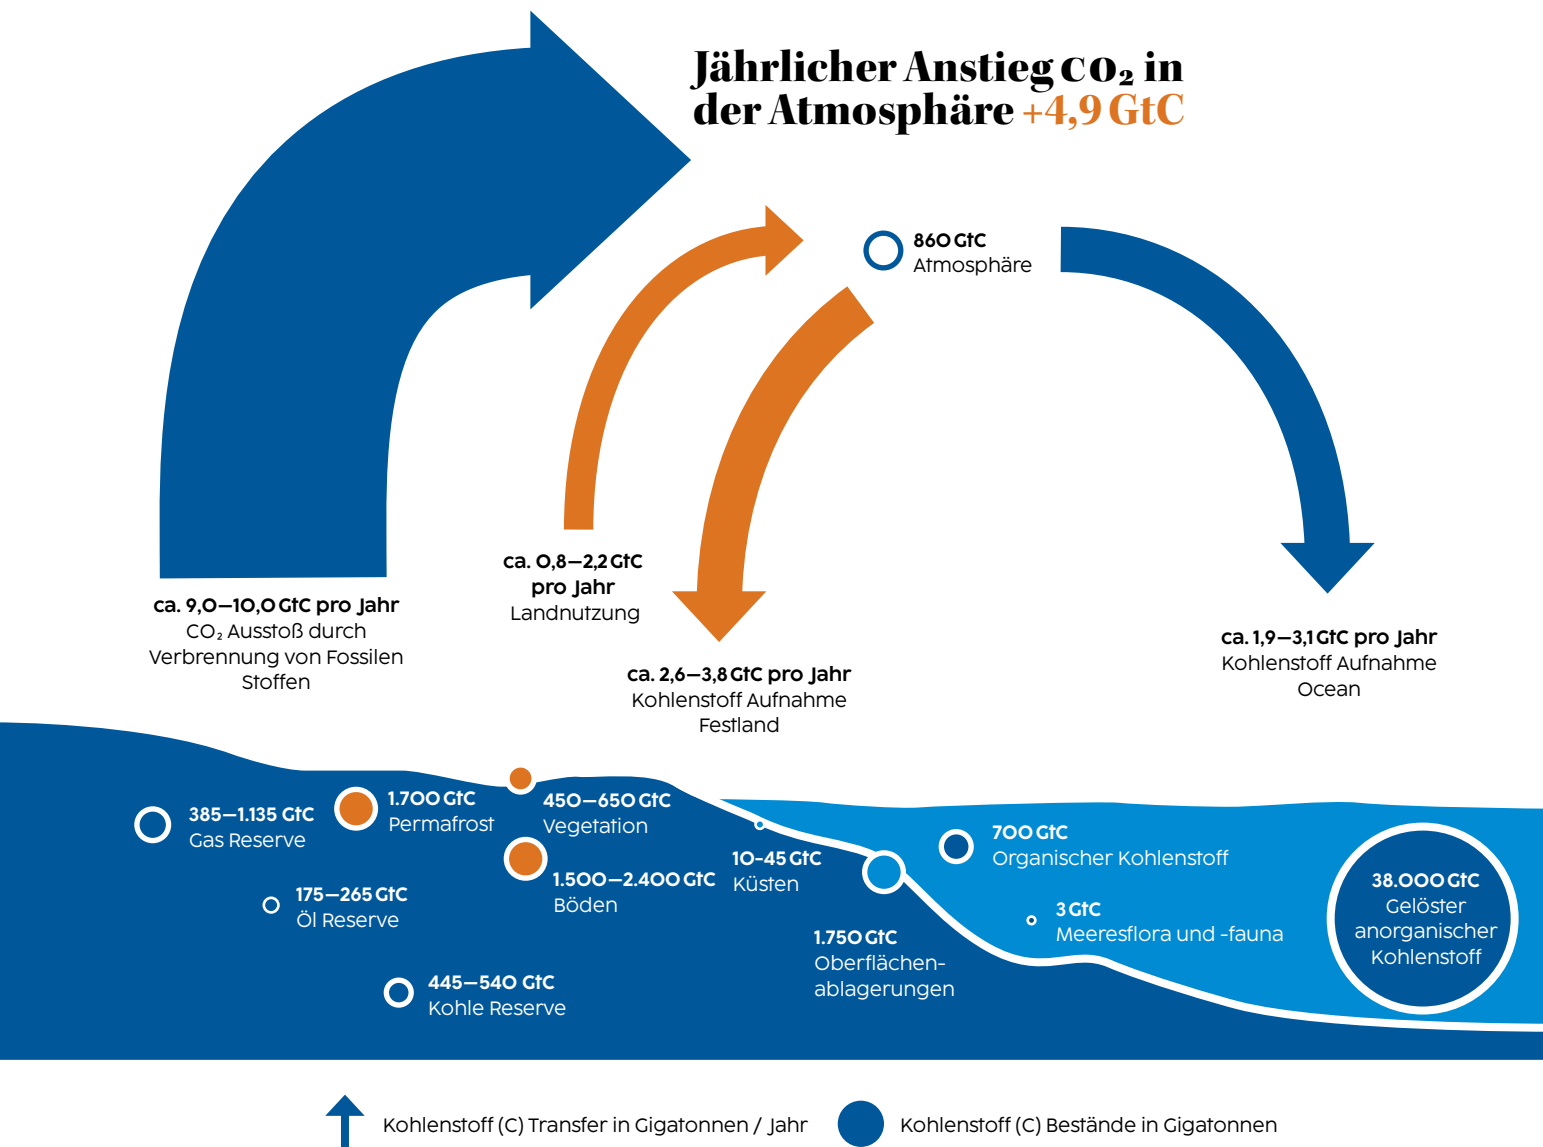 Jährlicher Anstieg CO₂ in
der Atmosphäre +4,9 GtC
860 GtC
Atmosphäre
ca. 9,0–10,0 GtC pro Jahr
CO₂ Ausstoß durch
Verbrennung von Fossilen
Stoffen
ca. 0,8–2,2 GtC
pro Jahr
Landnutzung
ca. 2,6–3,8 GtC pro Jahr
Kohlenstoff Aufnahme
Festland
ca. 1,9–3,1 GtC pro Jahr
Kohlenstoff Aufnahme
Ocean
385–1.135 GtC
Gas Reserve
1.700 GtC
Permafrost
450–650 GtC
Vegetation
175–265 GtC
Öl Reserve
1.500–2.400 GtC
Böden
10-45 GtC
Küsten
445–540 GtC
Kohle Reserve
1.750 GtC
Oberflächen-
ablagerungen
700 GtC
Organischer Kohlenstoff
3 GtC
Meeresflora und -fauna
38.000 GtC
Gelöster
anorganischer
Kohlenstoff
Kohlenstoff (C) Transfer in Gigatonnen / Jahr
Kohlenstoff (C) Bestände in Gigatonnen